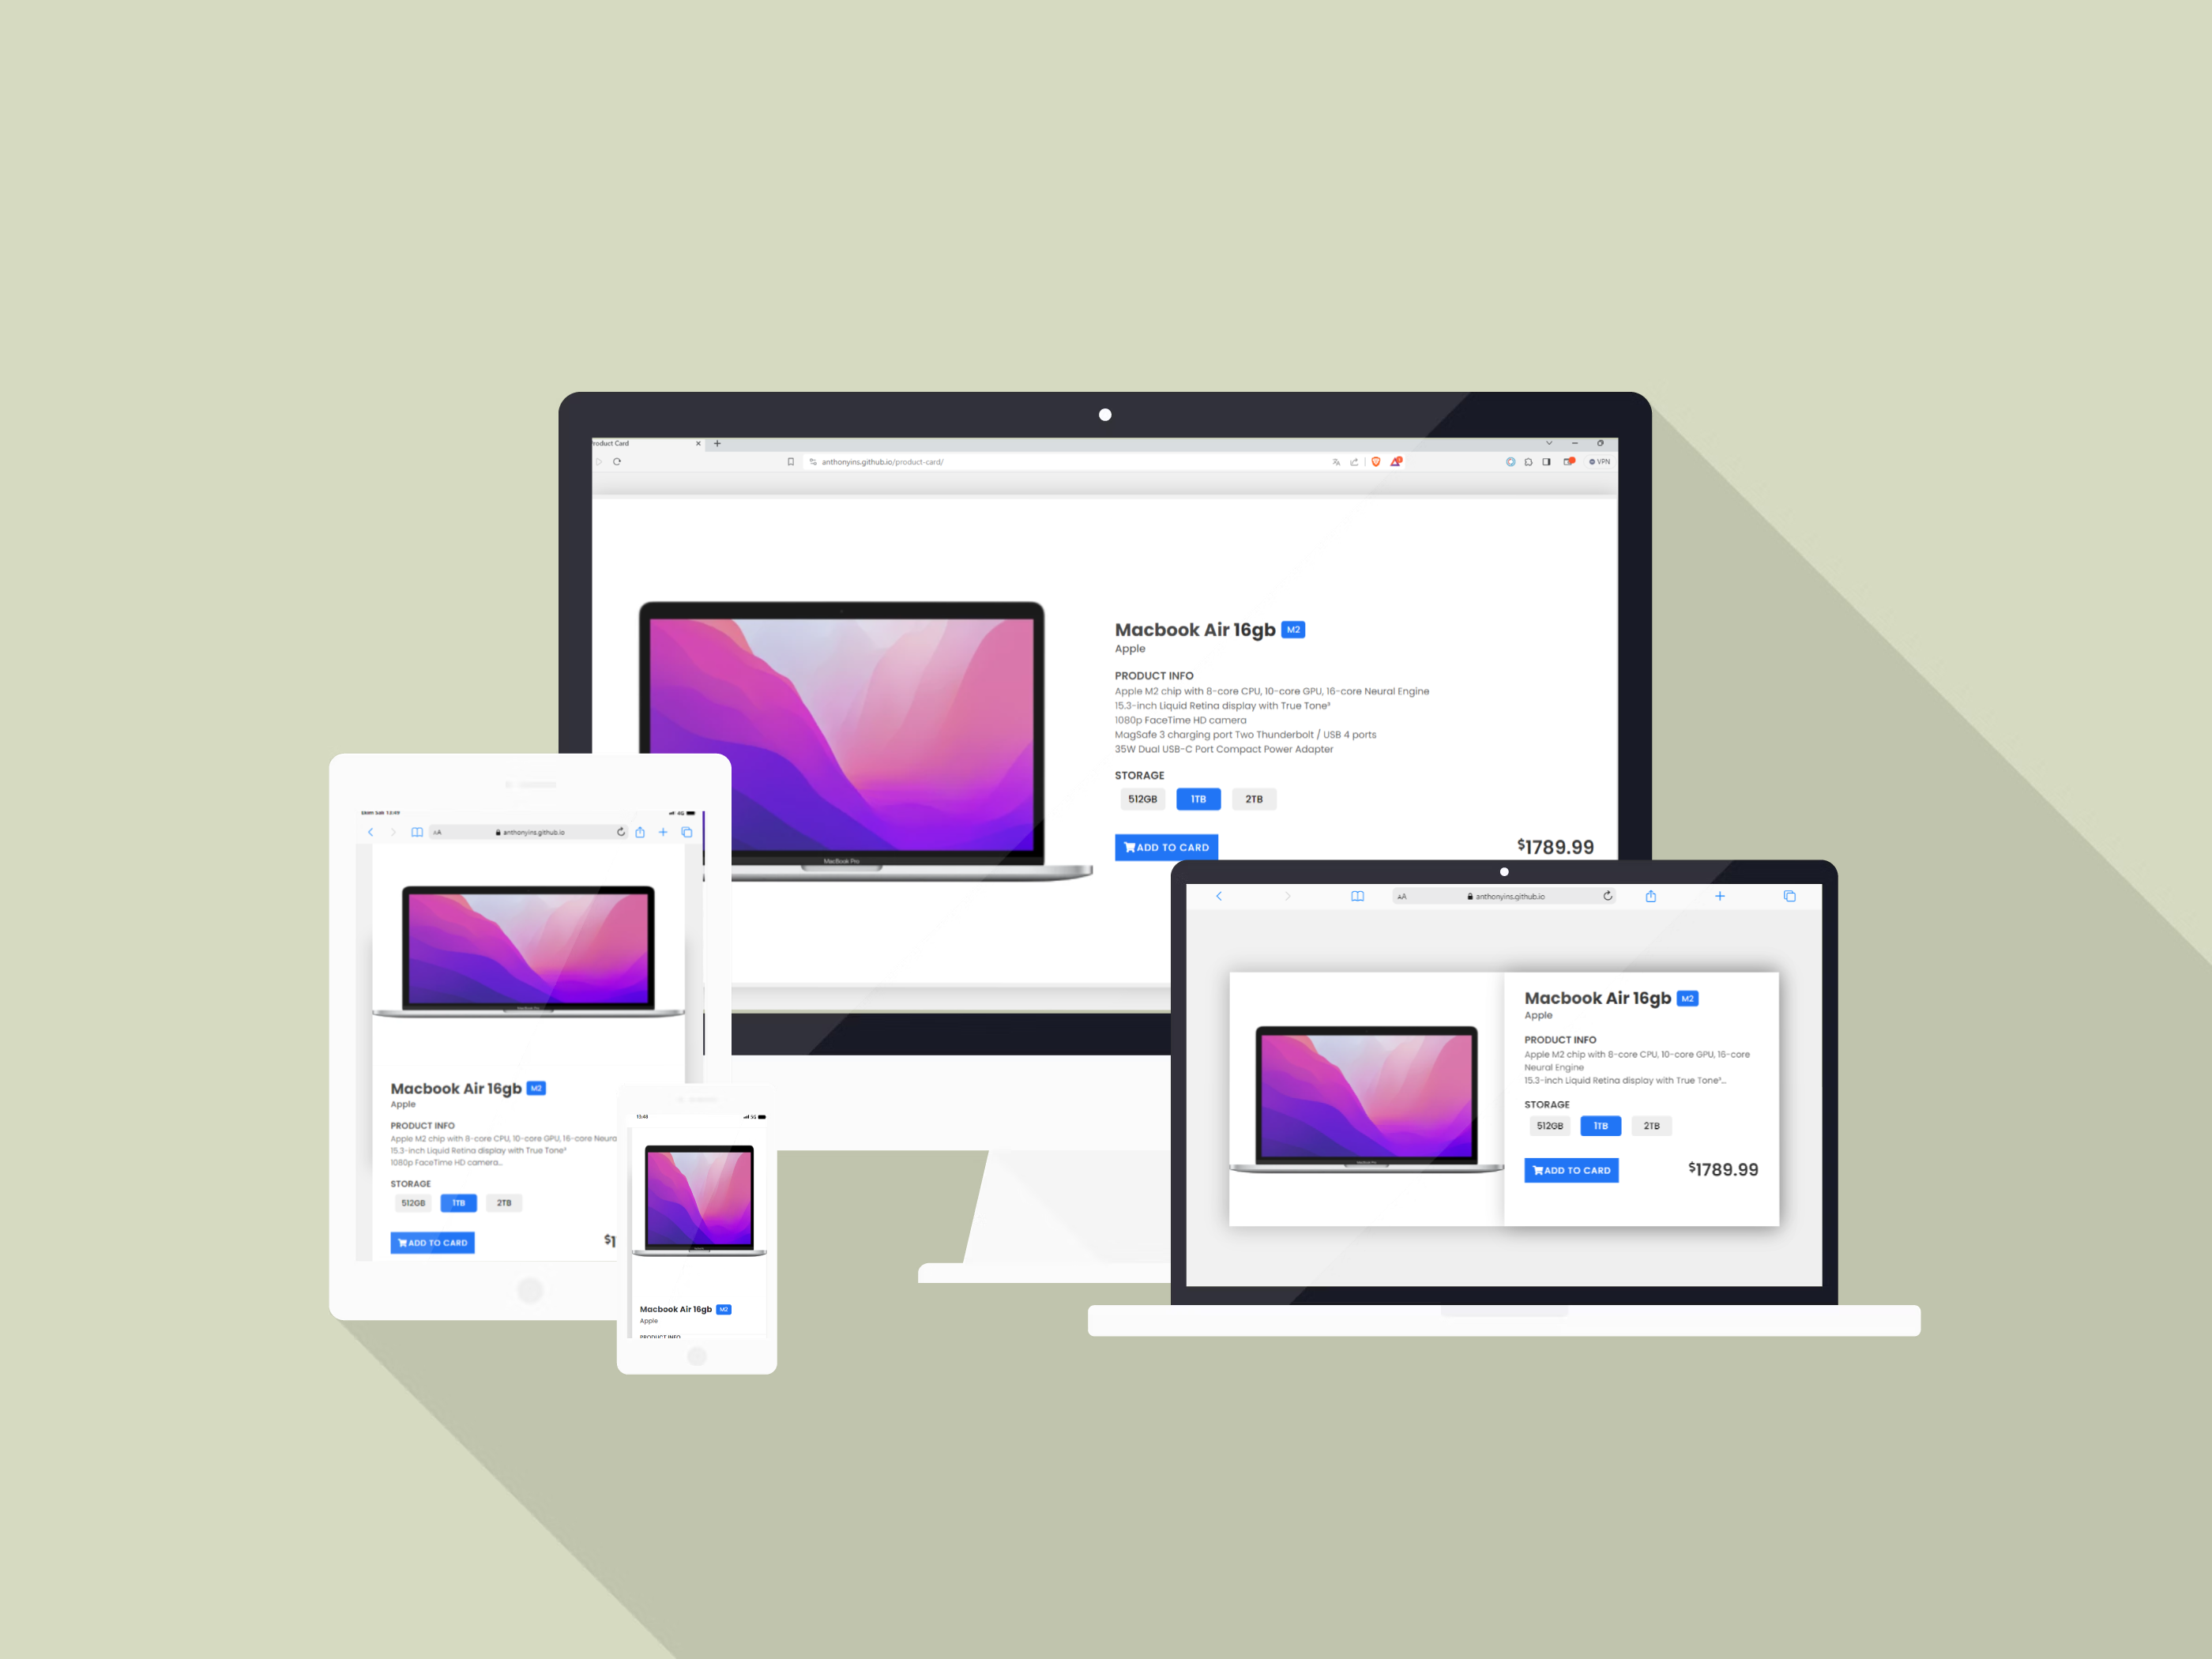 roduct Card
anthonyins.github.io/product-card/
VPN
Macbook Air 16gb M2
Apple
PRODUCT INFO
Apple M2 chip with 8-core CPU, 10-core GPU, 16-core Neural Engine
15.3-inch Liquid Retina display with True Tone²
1080p FaceTime HD camera
MagSafe 3 charging port Two Thunderbolt / USB 4 ports
35W Dual USB-C Port Compact Power Adapter
STORAGE
512GB 1TB 2TB
ADD TO CARD $1789.99
MacBook Pro
4G
AA anthonyins.github.io
Macbook Air 16gb M2
Apple
PRODUCT INFO
Apple M2 chip with 8-core CPU, 10-core GPU, 16-core Neura
15.3-inch Liquid Retina display with True Tone²
1080p FaceTime HD camera...
STORAGE
512GB 1TB 2TB
ADD TO CARD $1
13:48 5G
Macbook Air 16gb M2
Apple
PRODUCT INFO
AA anthonyins.github.io
Macbook Air 16gb M2
Apple
PRODUCT INFO
Apple M2 chip with 8-core CPU, 10-core GPU, 16-core
Neural Engine
15.3-inch Liquid Retina display with True Tone²...
STORAGE
512GB 1TB 2TB
ADD TO CARD $1789.99